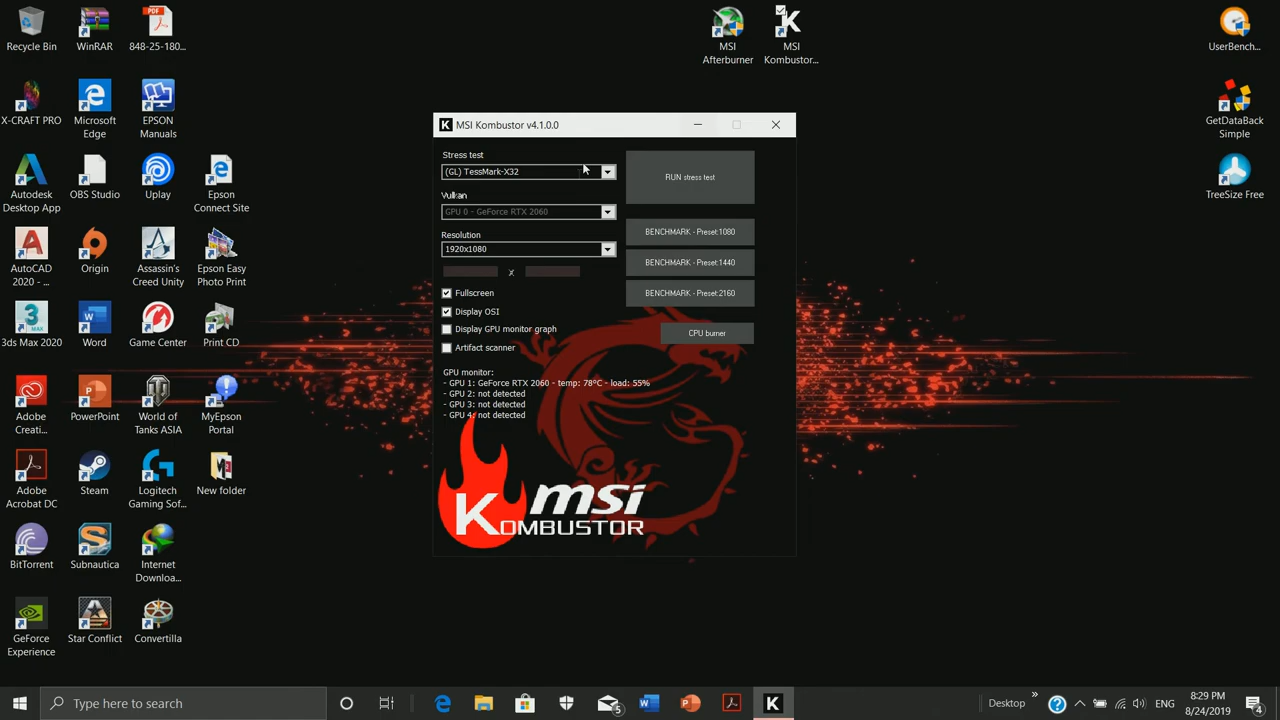 Recycle Bin
WinRAR
848-25-180...
MSI
Afterburner
MSI
Kombustor...
UserBench...
X-CRAFT PRO
Microsoft
Edge
EPSON
Manuals
GetDataBack
Simple
Autodesk
Desktop App
OBS Studio
Uplay
Epson
Connect Site
TreeSize Free
AutoCAD
2020 - ...
Origin
Assassin's
Creed Unity
Epson Easy
Photo Print
3ds Max 2020
Word
Game Center
Print CD
Adobe
Creati...
PowerPoint
World of
Tanks ASIA
MyEpson
Portal
Adobe
Acrobat DC
Steam
Logitech
Gaming Sof...
New folder
BitTorrent
Subnautica
Internet
Downloa...
GeForce
Experience
Star Conflict
Convertilla
K MSI Kombustor v4.1.0.0
Stress test
(GL) TessMark-X32
RUN stress test
Vulkan
GPU 0 - GeForce RTX 2060
BENCHMARK - Preset:1080
Resolution
1920x1080
BENCHMARK - Preset:1440
x
Fullscreen
BENCHMARK - Preset:2160
Display OSI
Display GPU monitor graph
CPU burner
Artifact scanner
GPU monitor:
- GPU 1: GeForce RTX 2060 - temp: 78ºC - load: 55%
- GPU 2: not detected
- GPU 3: not detected
- GPU 4: not detected
msi
KOMBUSTOR
Type here to search
5
Desktop
ENG
8:29 PM
8/24/2019
4